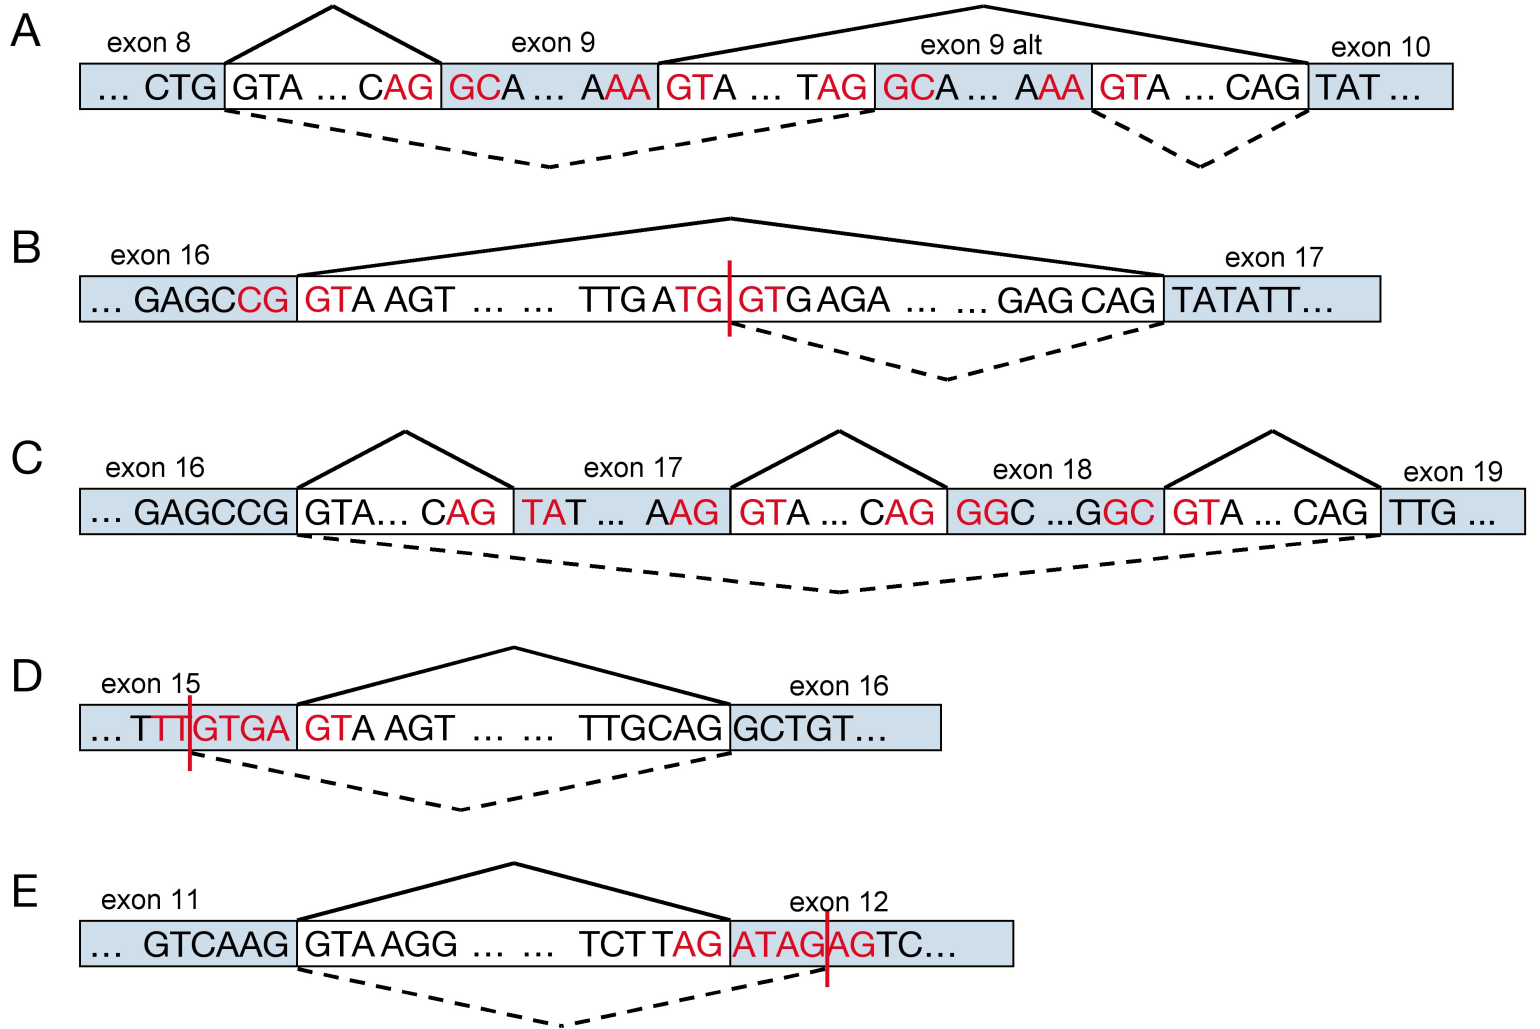 A
exon 8 exon 9 exon 9 alt exon 10
... CTG GTA ... CAG GCA ... AAA GTA ... TAG GCA ... AAA GTA ... CAG TAT ...
B
exon 16 exon 17
... GAGCCG GTA AGT ... ... TTG ATG GTG AGA ... ... GAG CAG TATATT...
C
exon 16 exon 17 exon 18 exon 19
... GAGCCG GTA... CAG TAT ... AAG GTA ... CAG GGC ...GGC GTA ... CAG TTG ...
D
exon 15 exon 16
... TTTGTGA GTA AGT ... ... TTGCAG GCTGT...
E
exon 11 exon 12
... GTCAAG GTA AGG ... ... TCT TAG ATAGAGTC...